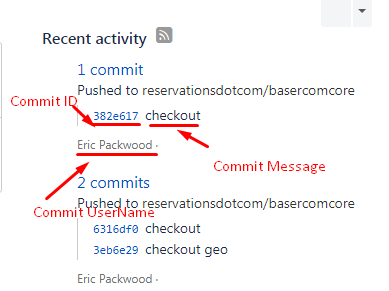 Recent activity
1 commit
Pushed to reservationsdotcom/basercomcore
Commit ID
382e617 checkout
Eric Packwood ·
Commit Message
2 commits
Pushed to reservationsdotcom/basercomcore
Commit UserName
6316df0 checkout
3eb6e29 checkout geo
Eric Packwood ·